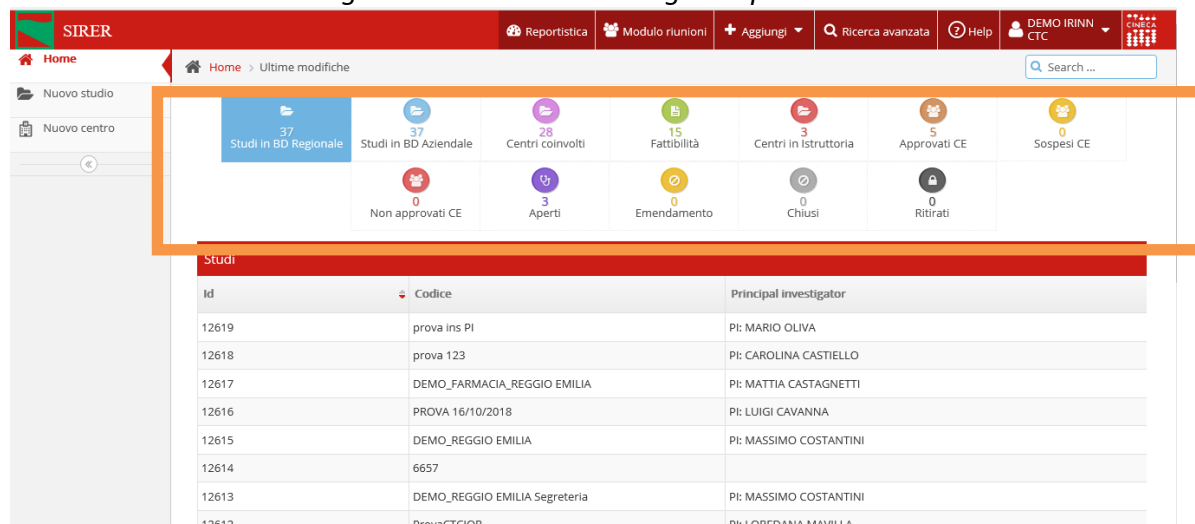 SIRER Reportistica Modulo riunioni Aggiungi Ricerca avanzata Help DEMO IRINN CTC CINECA
Home
Home > Ultime modifiche Search ...
Nuovo studio
Nuovo centro
37 37 28 15 3 5 0
Studi in BD Regionale Studi in BD Aziendale Centri coinvolti Fattibilità Centri in Istruttoria Approvati CE Sospesi CE
0 3 0 0 0
Non approvati CE Aperti Emendamento Chiusi Ritirati
Studi
Id Codice Principal investigator
12619 prova ins PI PI: MARIO OLIVA
12618 prova 123 PI: CAROLINA CASTIELLO
12617 DEMO_FARMACIA_REGGIO EMILIA PI: MATTIA CASTAGNETTI
12616 PROVA 16/10/2018 PI: LUIGI CAVANNA
12615 DEMO_REGGIO EMILIA PI: MASSIMO COSTANTINI
12614 6657
12613 DEMO_REGGIO EMILIA Segreteria PI: MASSIMO COSTANTINI